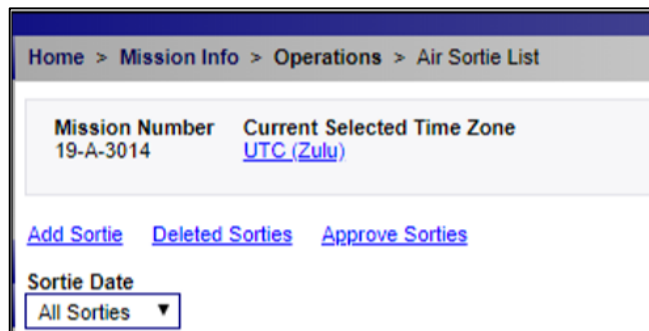 Home > Mission Info > Operations > Air Sortie List
Mission Number Current Selected Time Zone
19-A-3014 UTC (Zulu)
Add Sortie Deleted Sorties Approve Sorties
Sortie Date
All Sorties ▼